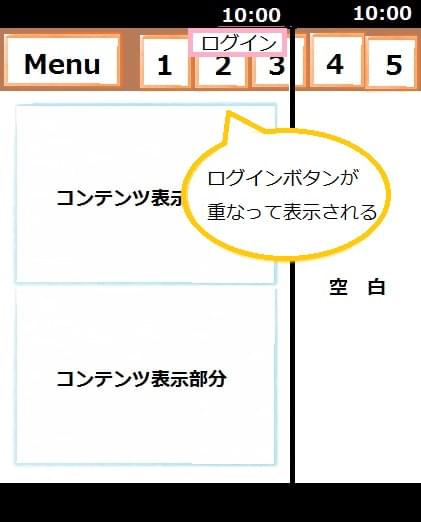 10:00
10:00
ログイン
Menu 1 2 3 4 5
ログインボタンが
重なって表示される
コンテンツ表示
空 白
コンテンツ表示部分